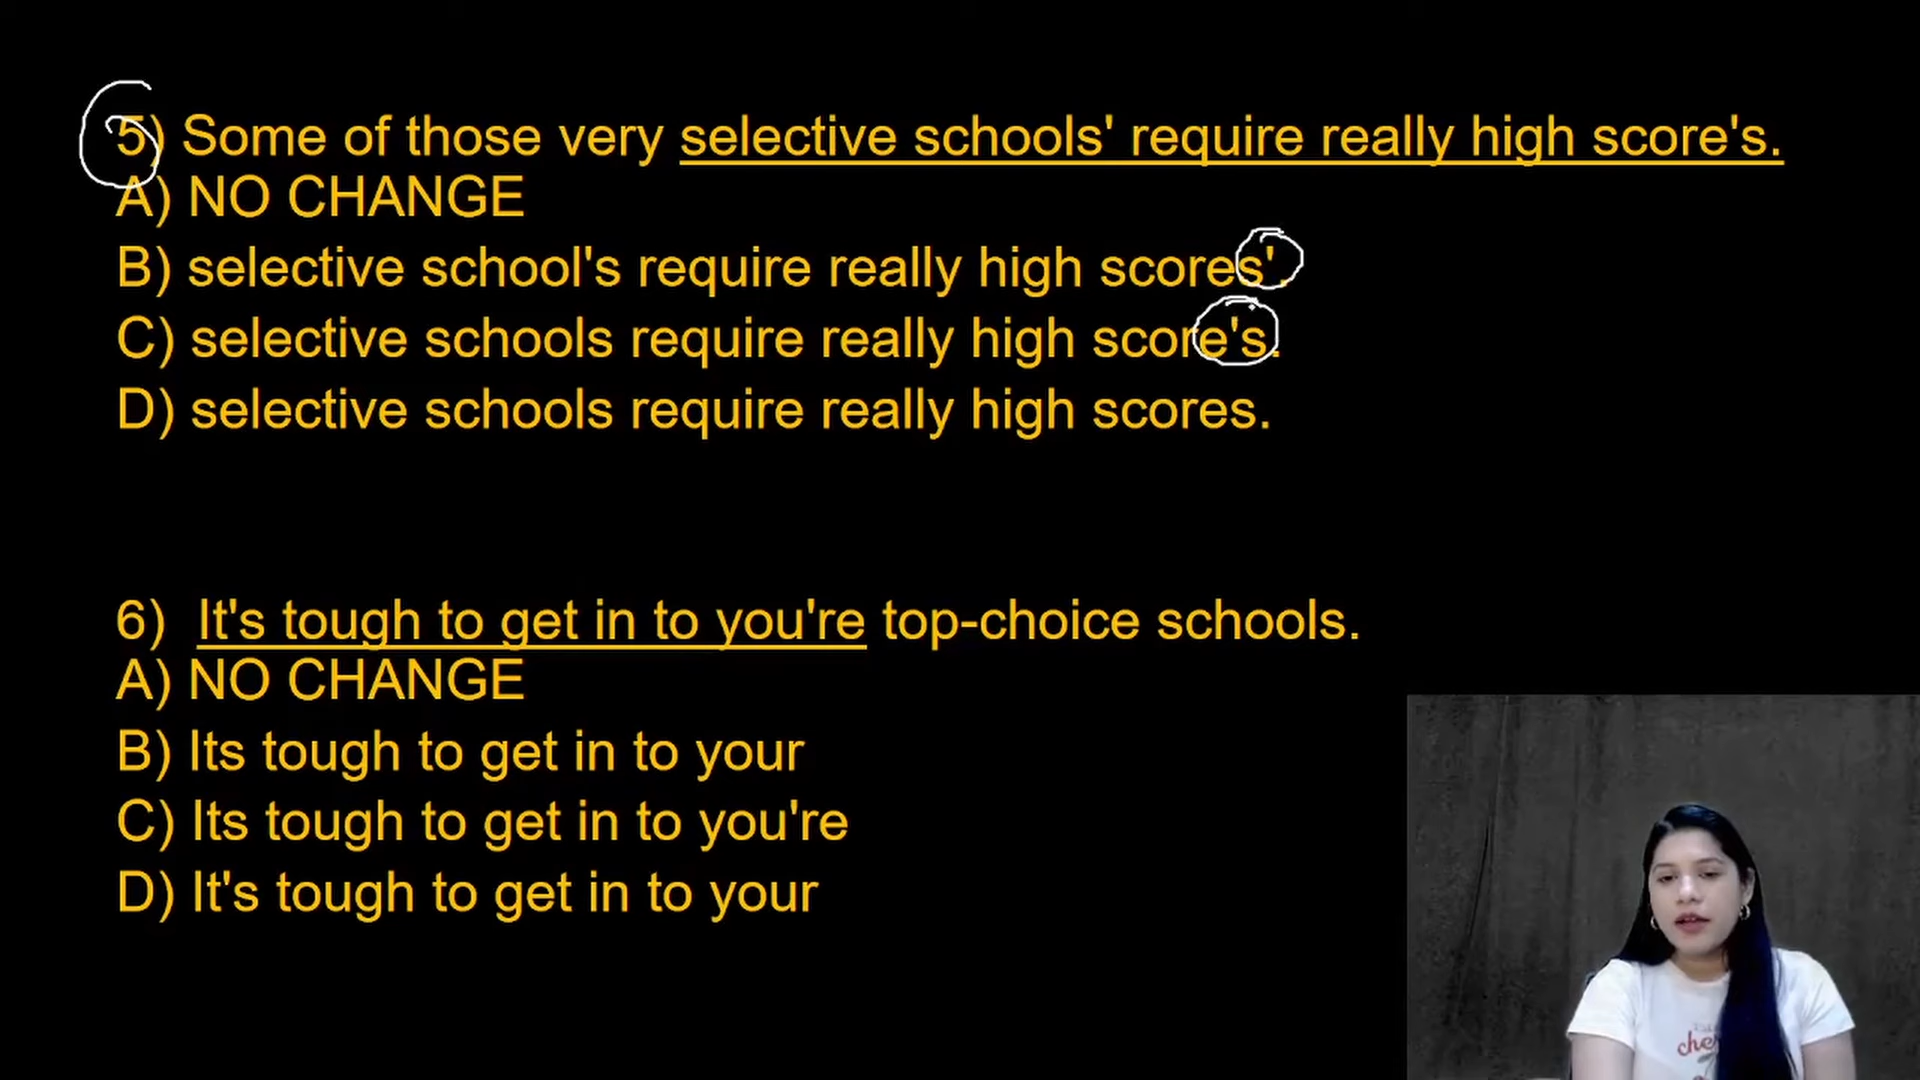 5) Some of those very selective schools' require really high score's.
A) NO CHANGE
B) selective school's require really high scores'.
C) selective schools require really high score's.
D) selective schools require really high scores.
6) It's tough to get in to you're top-choice schools.
A) NO CHANGE
B) Its tough to get in to your
C) Its tough to get in to you're
D) It's tough to get in to your